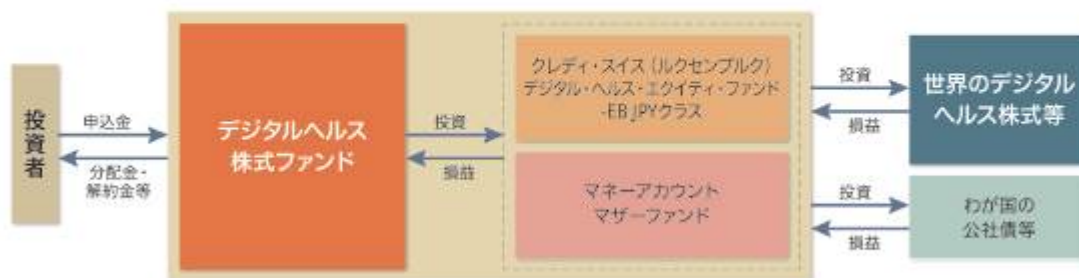 投資者
申込金
分配金・
解約金等
デジタルヘルス
株式ファンド
投資
損益
クレディ・スイス（ルクセンブルク）
デジタル・ヘルス・エクイティ・ファンド
-EB JPYクラス
マネーアカウント
マザーファンド
投資
損益
世界のデジタル
ヘルス株式等
投資
損益
わが国の
公社債等